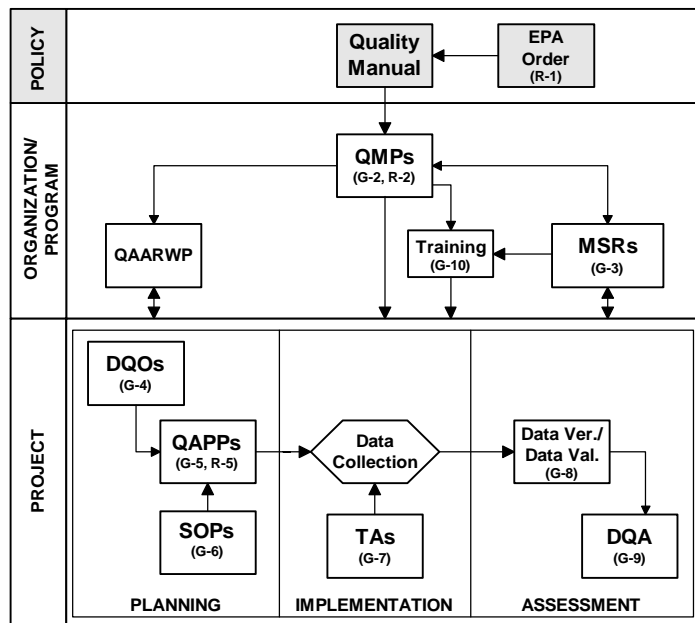 POLICY
Quality
Manual
EPA
Order
(R-1)
ORGANIZATION/
PROGRAM
QMPs
(G-2, R-2)
QAARWP
Training
(G-10)
MSRs
(G-3)
PROJECT
DQOs
(G-4)
QAPPs
(G-5, R-5)
SOPs
(G-6)
PLANNING
Data
Collection
TAs
(G-7)
IMPLEMENTATION
Data Ver./
Data Val.
(G-8)
DQA
(G-9)
ASSESSMENT